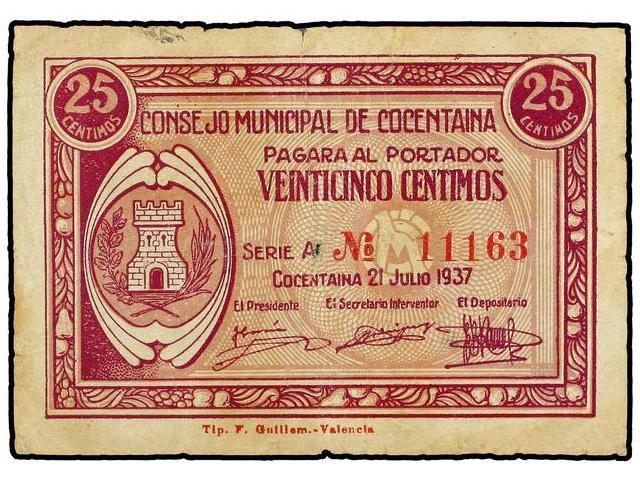 25 25
CENTIMOS CENTIMOS
CONSEJO MUNICIPAL DE COCENTAINA
PAGARA AL PORTADOR
VEINTICINCO CENTIMOS
SERIE A No 11163
COCENTAINA 21 JULIO 1937
El Presidente El Secretario Interventor El Depositario
Tip. F. Guillem.-Valencia